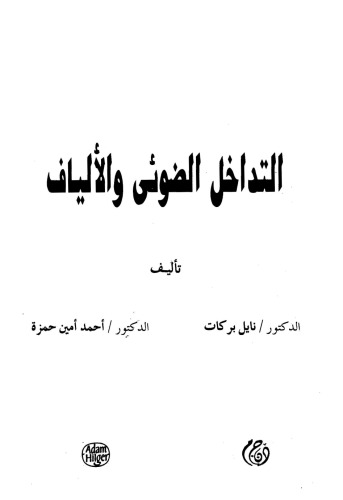 التداخل الضوئى والألياف
تأليف
الدكتور / نايل بركات
الدكتور / أحمد أمين حمزة
Adam
Hilger